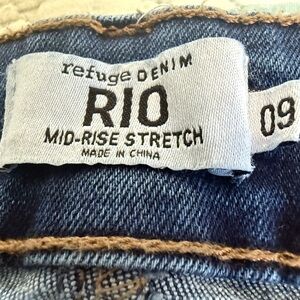 refuge DENIM
RIO
MID-RISE STRETCH
MADE IN CHINA
09